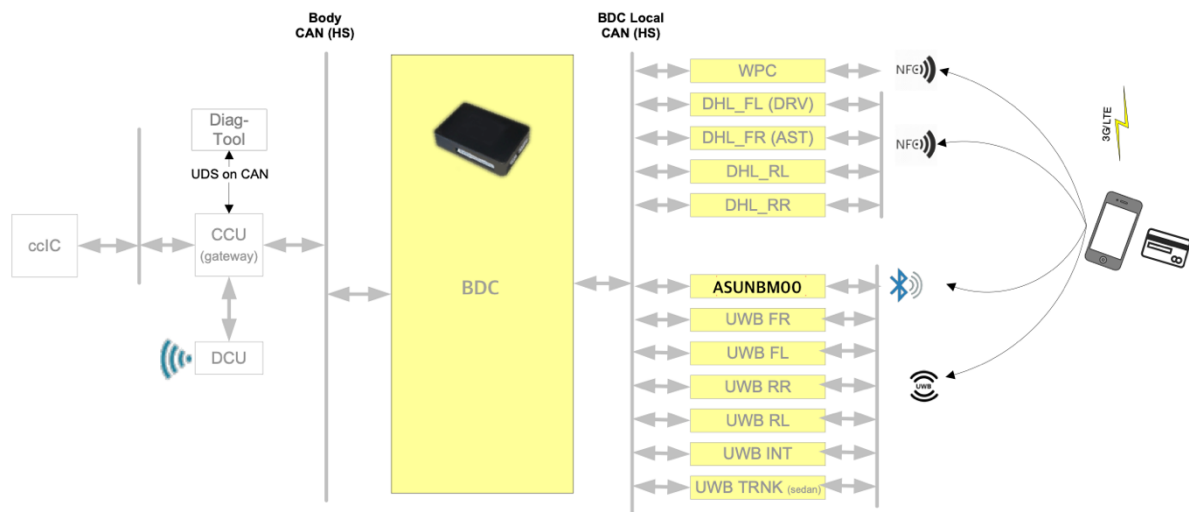 Body
CAN (HS)
BDC Local
CAN (HS)
WPC
NFC
DHL_FL (DRV)
DHL_FR (AST)
NFC
DHL_RL
DHL_RR
3G/LTE
Diag-
Tool
UDS on CAN
ccIC
CCU
(gateway)
DCU
BDC
ASUNBM00
UWB FR
UWB FL
UWB RR
UWB
UWB RL
UWB INT
UWB TRNK (sedan)